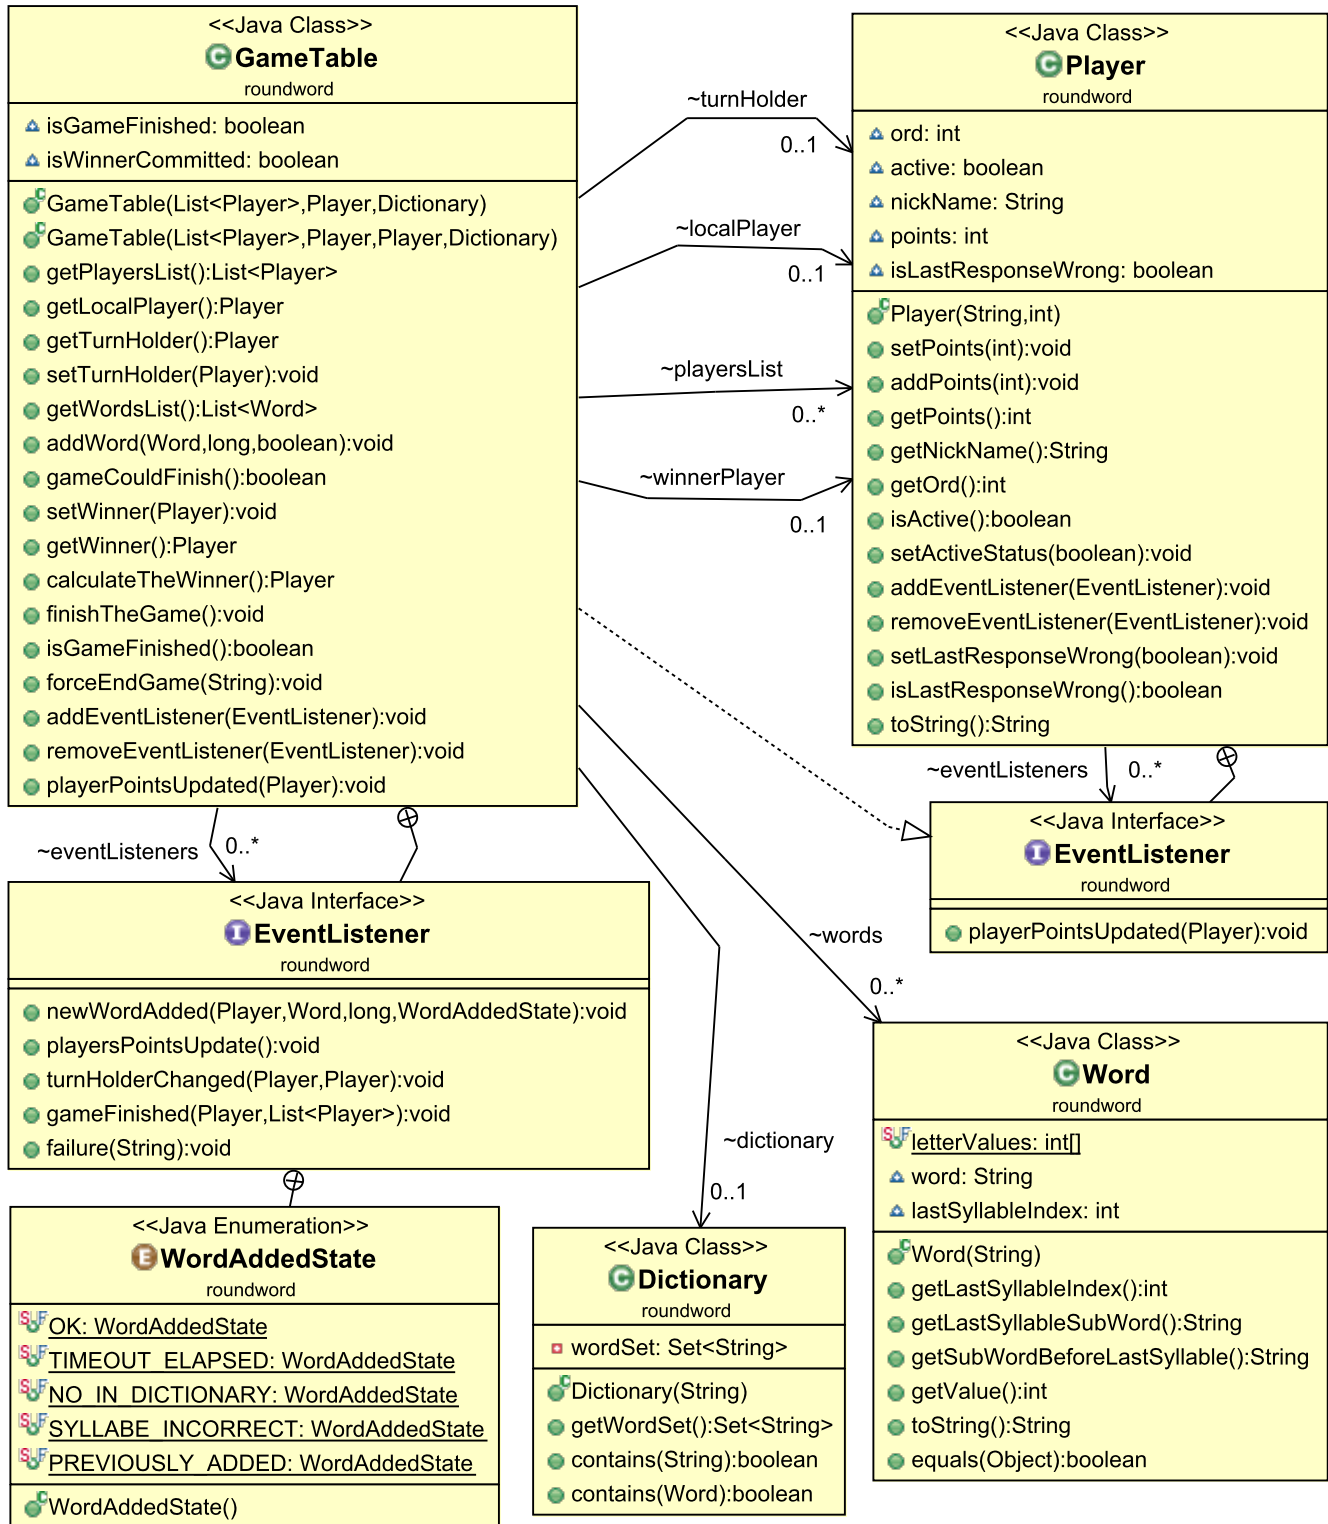 <<Java Class>>
GameTable
roundword
isGameFinished: boolean
isWinnerCommitted: boolean
GameTable(List<Player>,Player,Dictionary)
GameTable(List<Player>,Player,Player,Dictionary)
getPlayersList():List<Player>
getLocalPlayer():Player
getTurnHolder():Player
setTurnHolder(Player):void
getWordsList():List<Word>
addWord(Word,long,boolean):void
gameCouldFinish():boolean
setWinner(Player):void
getWinner():Player
calculateTheWinner():Player
finishTheGame():void
isGameFinished():boolean
forceEndGame(String):void
addEventListener(EventListener):void
removeEventListener(EventListener):void
playerPointsUpdated(Player):void
~turnHolder
0..1
~localPlayer
0..1
~playersList
0..*
~winnerPlayer
0..1
<<Java Class>>
Player
roundword
ord: int
active: boolean
nickName: String
points: int
isLastResponseWrong: boolean
Player(String,int)
setPoints(int):void
addPoints(int):void
getPoints():int
getNickName():String
getOrd():int
isActive():boolean
setActiveStatus(boolean):void
addEventListener(EventListener):void
removeEventListener(EventListener):void
setLastResponseWrong(boolean):void
isLastResponseWrong():boolean
toString():String
~eventListeners
0..*
<<Java Interface>>
EventListener
roundword
playerPointsUpdated(Player):void
~eventListeners
0..*
<<Java Interface>>
EventListener
roundword
newWordAdded(Player,Word,long,WordAddedState):void
playersPointsUpdate():void
turnHolderChanged(Player,Player):void
gameFinished(Player,List<Player>):void
failure(String):void
~words
0..*
~dictionary
0..1
<<Java Class>>
Word
roundword
letterValues: int[]
word: String
lastSyllableIndex: int
Word(String)
getLastSyllableIndex():int
getLastSyllableSubWord():String
getSubWordBeforeLastSyllable():String
getValue():int
toString():String
equals(Object):boolean
<<Java Enumeration>>
WordAddedState
roundword
OK: WordAddedState
TIMEOUT_ELAPSED: WordAddedState
NO_IN_DICTIONARY: WordAddedState
SYLLABE_INCORRECT: WordAddedState
PREVIOUSLY_ADDED: WordAddedState
WordAddedState()
<<Java Class>>
Dictionary
roundword
wordSet: Set<String>
Dictionary(String)
getWordSet():Set<String>
contains(String):boolean
contains(Word):boolean